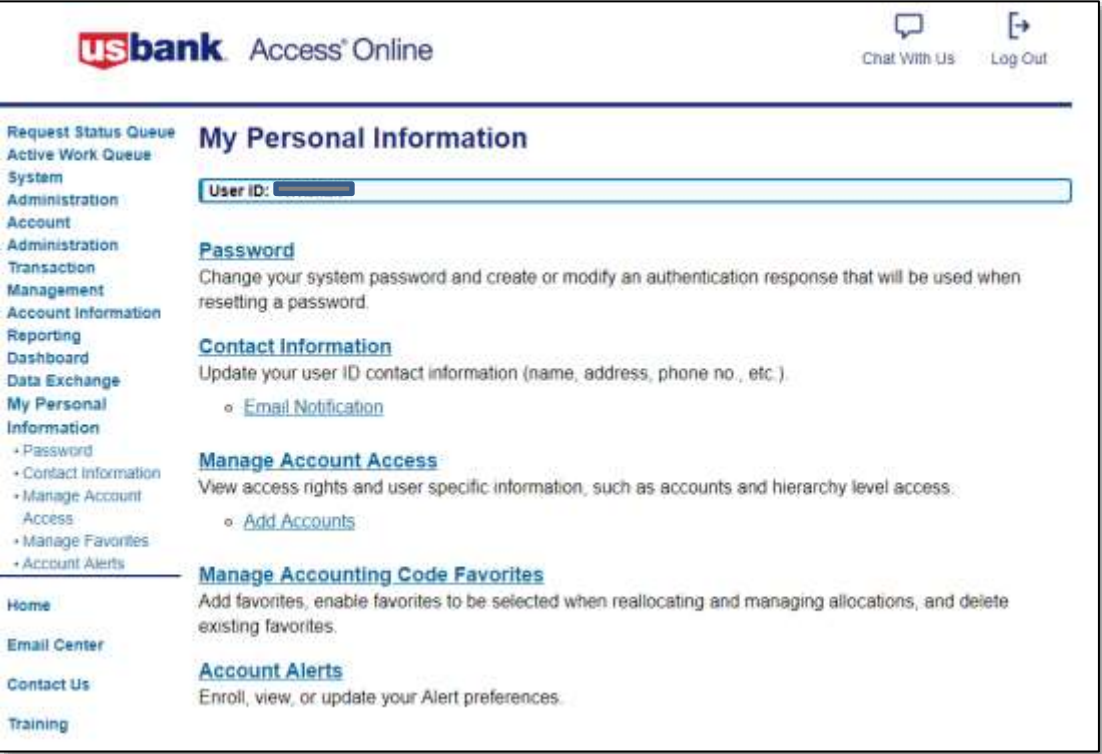 usbank Access Online
Chat With Us
Log Out
Request Status Queue
Active Work Queue
System
Administration
Account
Administration
Transaction
Management
Account Information
Reporting
Dashboard
Data Exchange
My Personal
Information
• Password
• Contact Information
• Manage Account
Access
• Manage Favorites
• Account Alerts
Home
Email Center
Contact Us
Training
My Personal Information
User ID:
Password
Change your system password and create or modify an authentication response that will be used when
resetting a password.
Contact Information
Update your user ID contact information (name, address, phone no., etc.).
Email Notification
Manage Account Access
View access rights and user specific information, such as accounts and hierarchy level access.
Add Accounts
Manage Accounting Code Favorites
Add favorites, enable favorites to be selected when reallocating and managing allocations, and delete
existing favorites.
Account Alerts
Enroll, view, or update your Alert preferences.